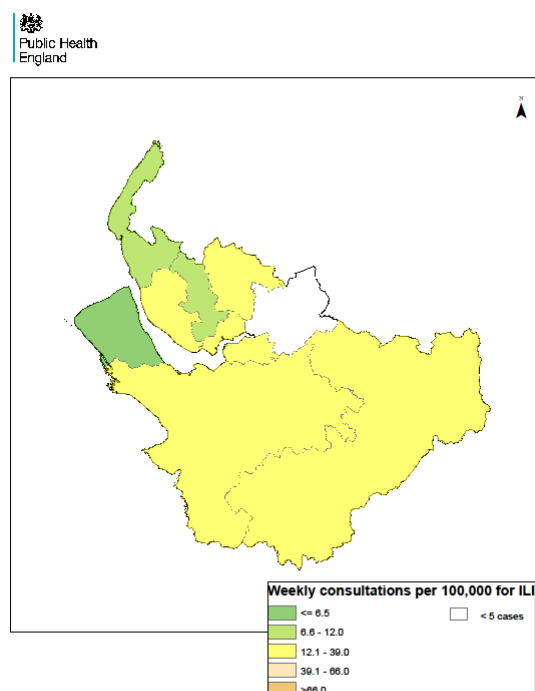 Public Health
England
N
Weekly consultations per 100,000 for ILI
<= 6.5
< 5 cases
6.6 - 12.0
12.1 - 39.0
39.1 - 66.0
>66.0